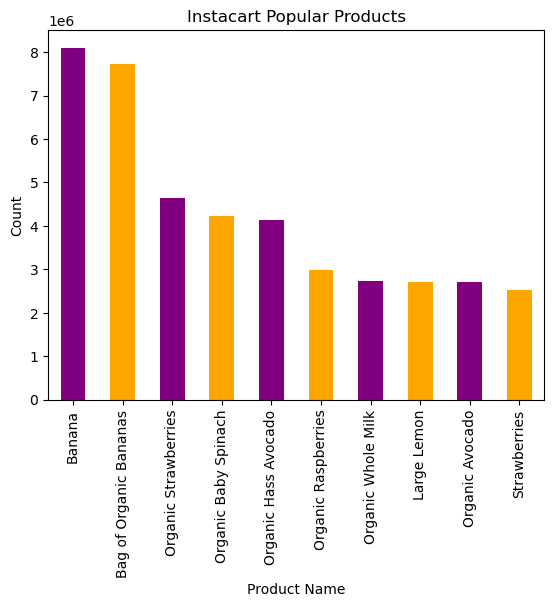 Instacart Popular Products
1e6
8
7
6
5
4
3
2
1
0
Count
Banana
Bag of Organic Bananas
Organic Strawberries
Organic Baby Spinach
Organic Hass Avocado
Organic Raspberries
Organic Whole Milk
Large Lemon
Organic Avocado
Strawberries
Product Name